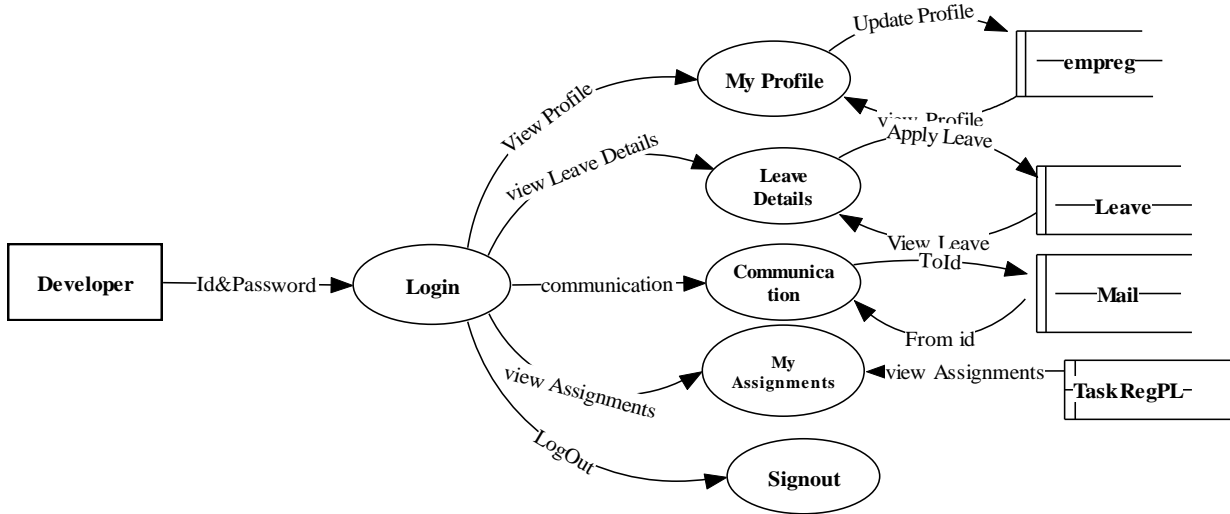 Update Profile
My Profile
empreg
View Profile
view Profile
Apply Leave
view Leave Details
Leave
Details
Leave
View Leave
Developer
Id&Password
Login
communication
Communica
tion
ToId
Mail
From id
view Assignments
My
Assignments
view Assignments
TaskRegPL
LogOut
Signout